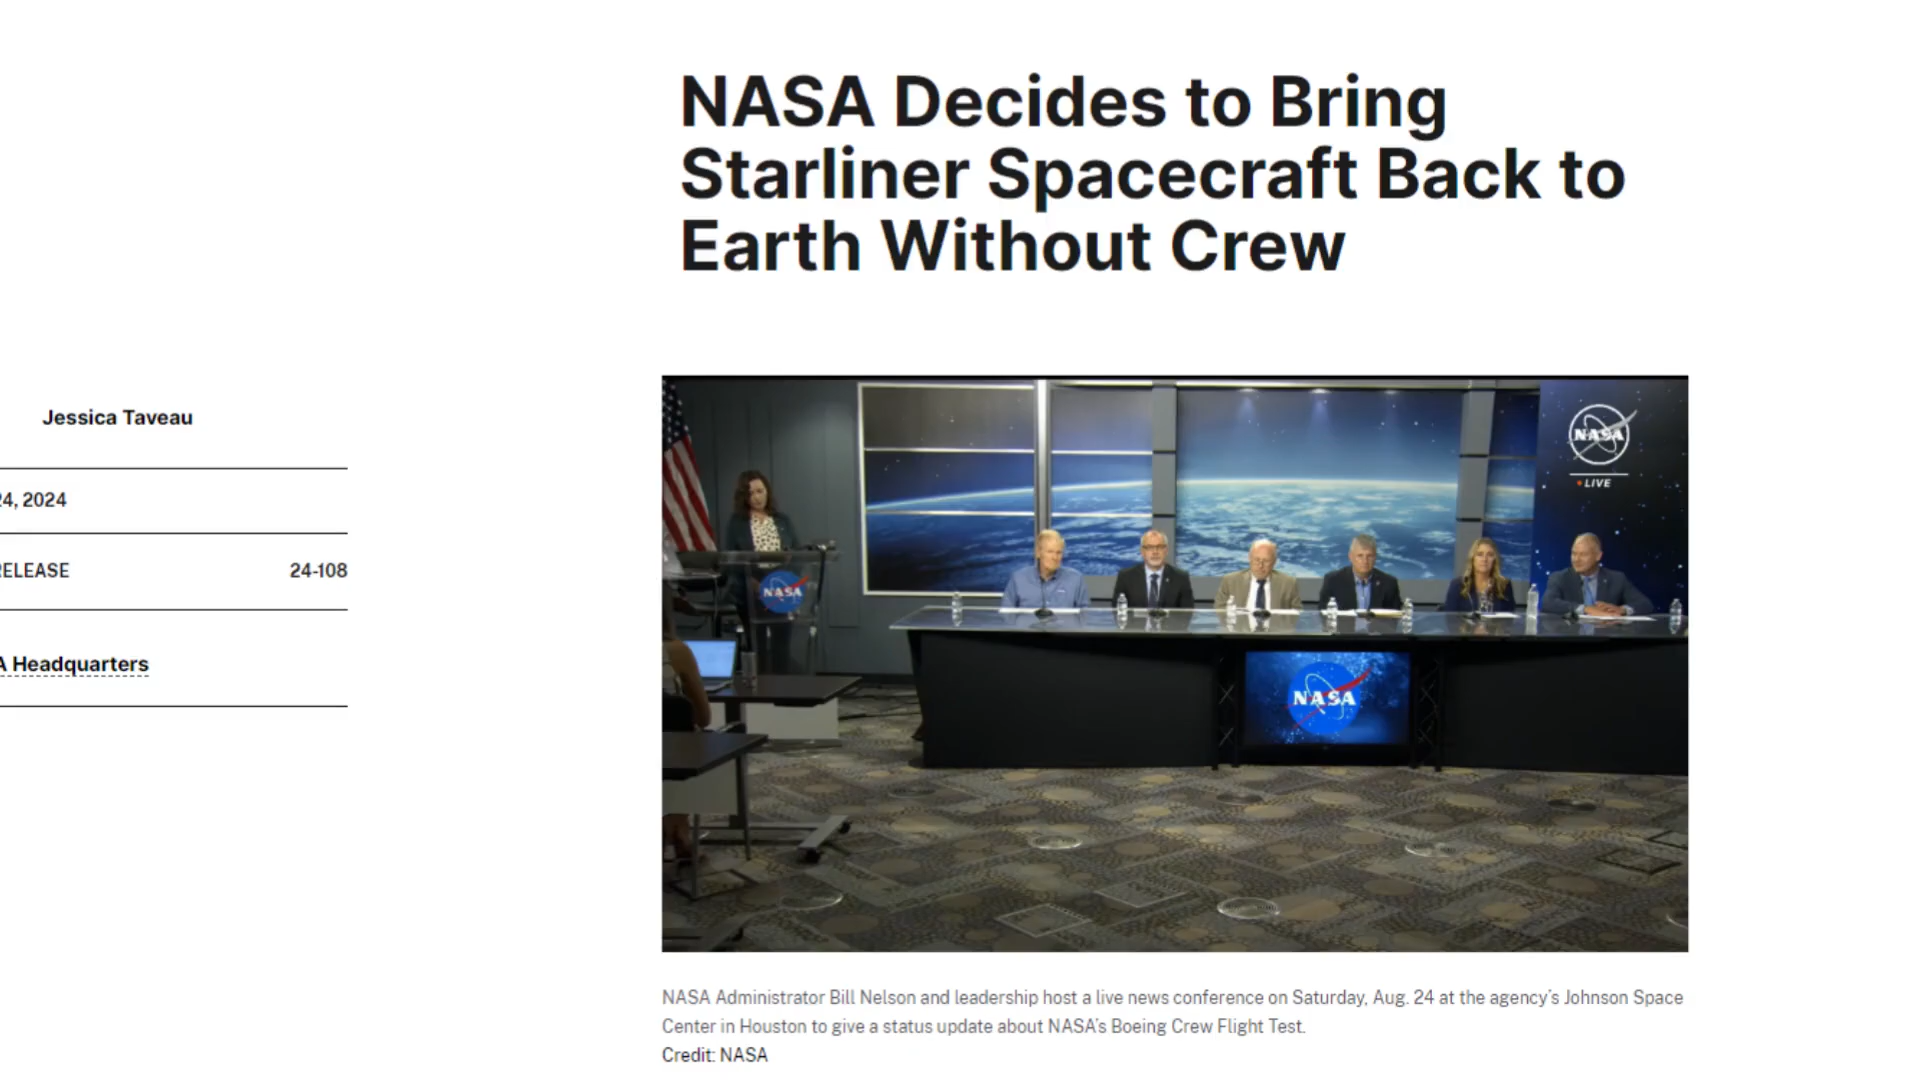 NASA Decides to Bring
Starliner Spacecraft Back to
Earth Without Crew
Jessica Taveau
24, 2024
RELEASE 24-108
A Headquarters
NASA
LIVE
NASA
NASA
NASA Administrator Bill Nelson and leadership host a live news conference on Saturday, Aug. 24 at the agency's Johnson Space
Center in Houston to give a status update about NASA's Boeing Crew Flight Test.
Credit: NASA